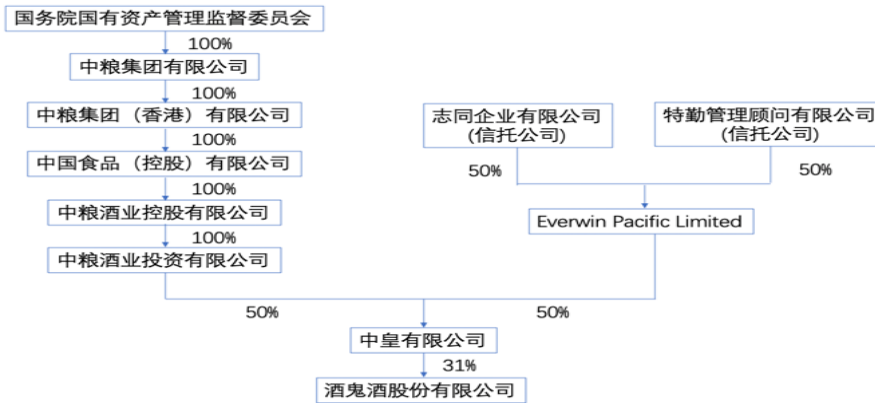 国务院国有资产管理监督委员会
100%
中粮集团有限公司
100%
中粮集团（香港）有限公司
100%
中国食品（控股）有限公司
100%
中粮酒业控股有限公司
100%
中粮酒业投资有限公司
志同企业有限公司
(信托公司)
特勤管理顾问有限公司
(信托公司)
50%
50%
Everwin Pacific Limited
50%
50%
中皇有限公司
31%
酒鬼酒股份有限公司